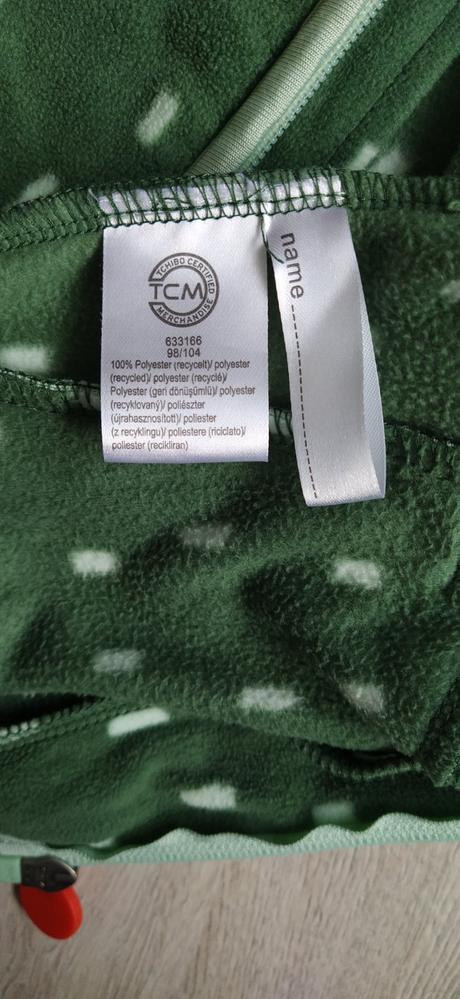 TCHIBO CERTIFIED
TCM
MERCHANDISE
633166
98/104
100% Polyester (recycelt)/ polyester
(recycled)/ polyester (recyclé)/
Polyester (geri dönüşümlü)/ polyester
(recyklovaný)/ poliészter
(újrahasznosított)/ poliester
(z recyklingu)/ poliestere (riciclato)/
poliester (recikliran)
name